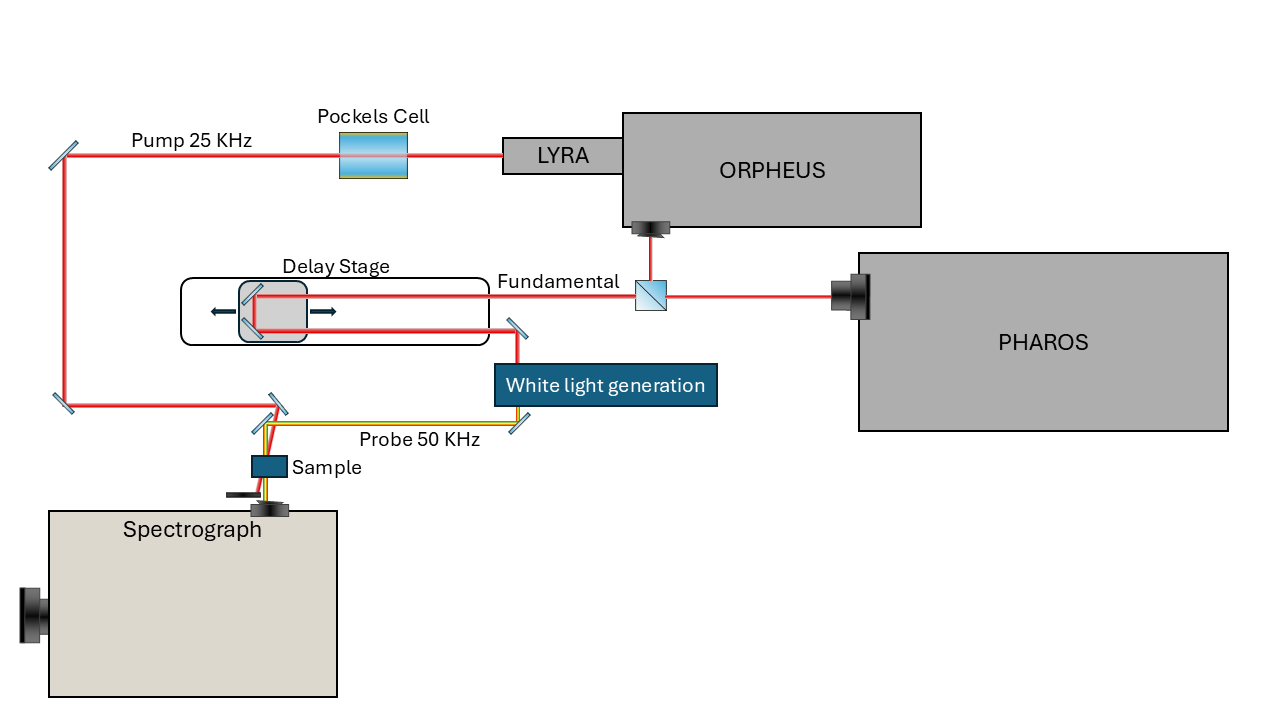 Pockels Cell
Pump 25 KHz
LYRA
ORPHEUS
Delay Stage
Fundamental
PHAROS
White light generation
Probe 50 KHz
Sample
Spectrograph